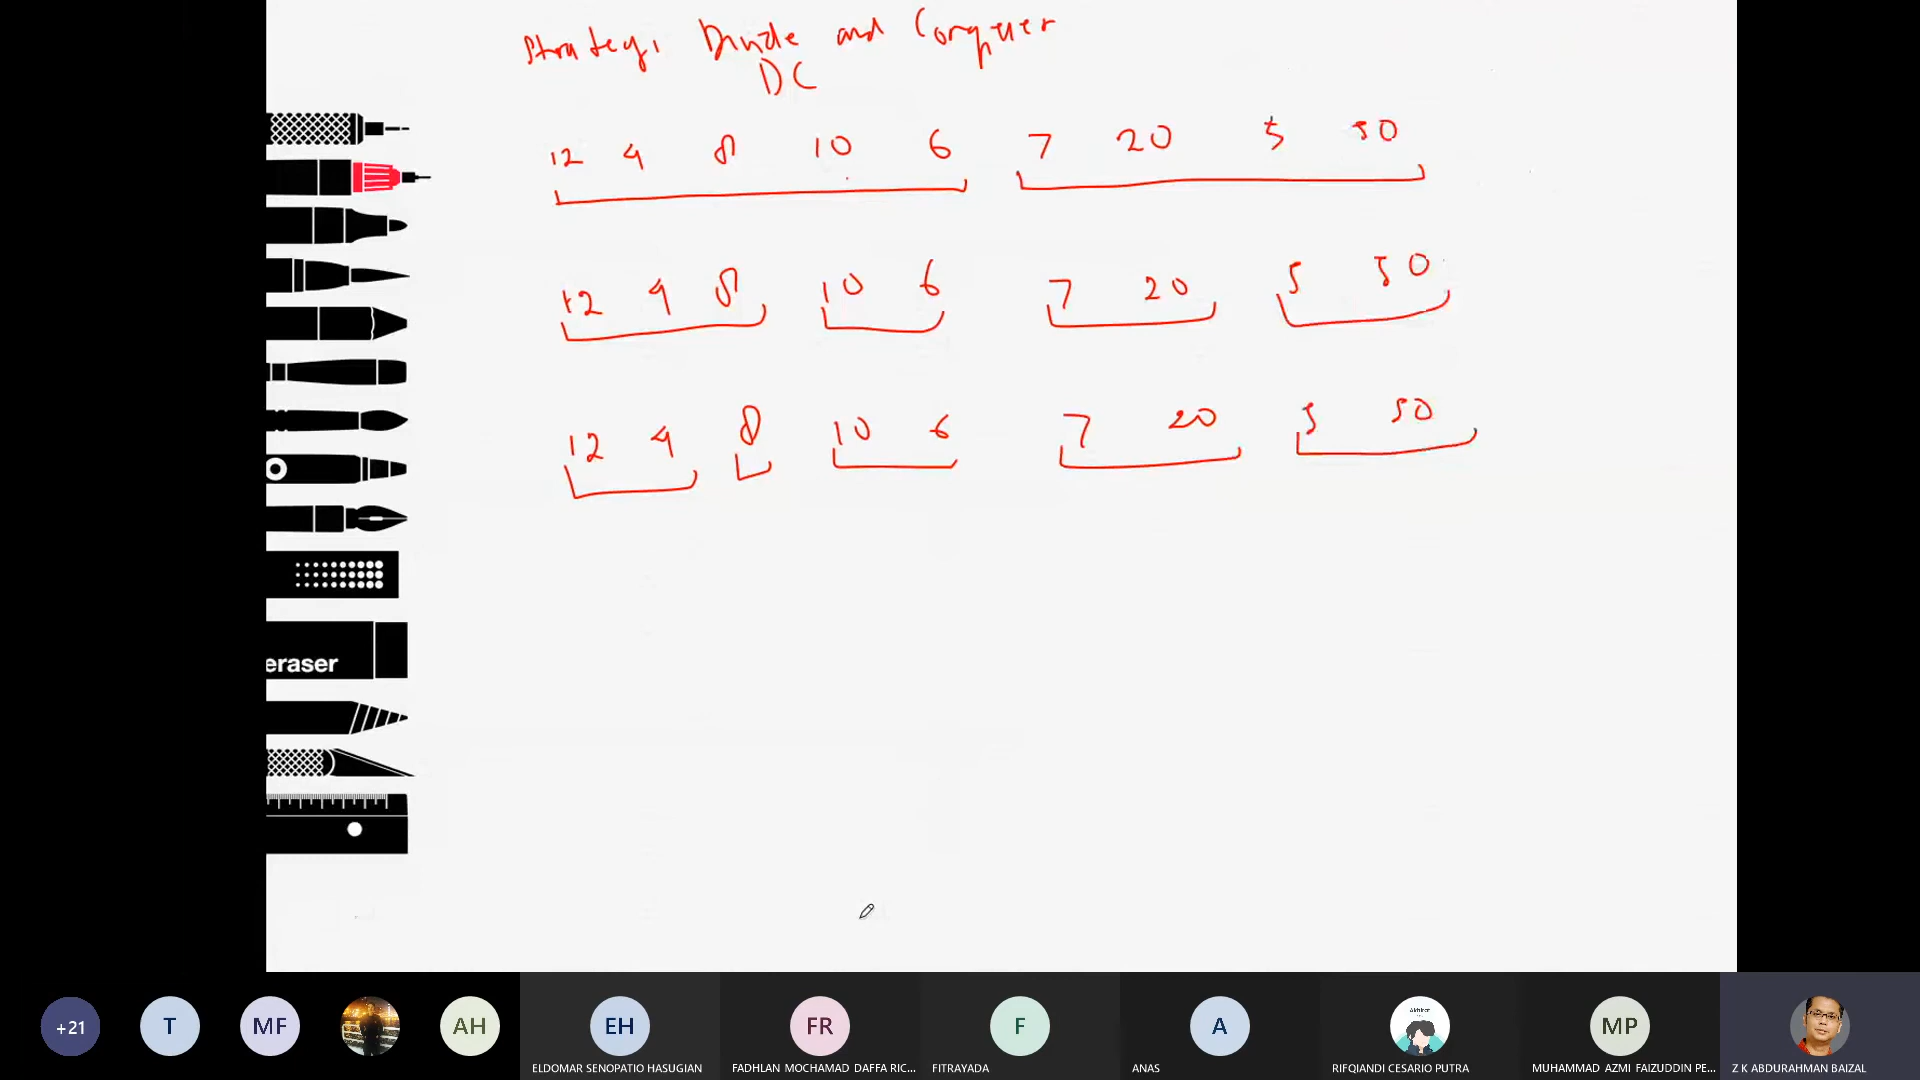 Strategi Divide and Conquer
DC
12 4 8 10 6 7 20 5 50
12 4 8 10 6 7 20 5 50
12 4 8 10 6 7 20 5 50
eraser
+21 T MF AH EH FR F A MP
ELDOMAR SENOPATIO HASUGIAN FADHLAN MOCHAMAD DAFFA RIC... FITRAYADA ANAS RIFQIANDI CESARIO PUTRA MUHAMMAD AZMI FAIZUDDIN PE... Z K ABDURAHMAN BAIZAL